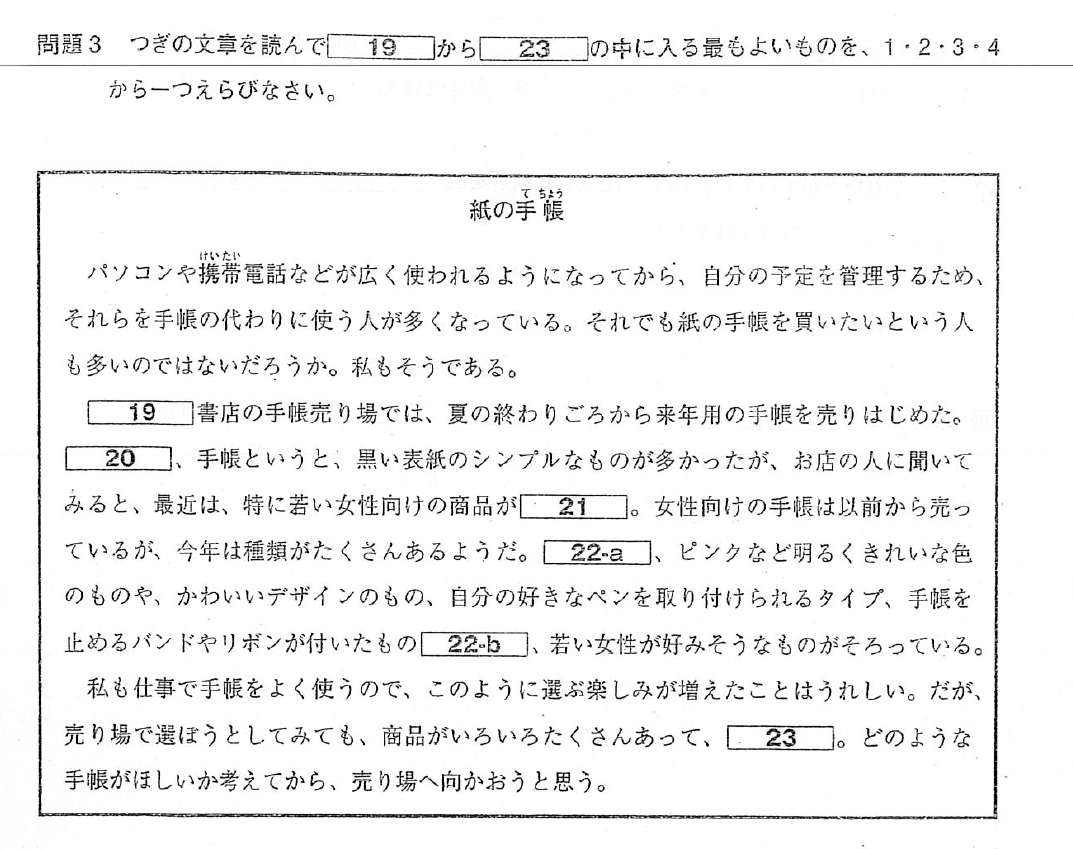 問題3 つぎの文章を読んで 19 から 23 の中に入る最もよいものを、1・2・3・4
から一つえらびなさい。
紙の手帳
パソコンや携帯電話などが広く使われるようになってから、自分の予定を管理するため、
それらを手帳の代わりに使う人が多くなっている。それでも紙の手帳を買いたいという人
も多いのではないだろうか。私もそうである。
19 書店の手帳売り場では、夏の終わりごろから来年用の手帳を売りはじめた。
20 、手帳というと、黒い表紙のシンプルなものが多かったが、お店の人に聞いて
みると、最近は、特に若い女性向けの商品が 21 。女性向けの手帳は以前から売っ
ているが、今年は種類がたくさんあるようだ。 22-a 、ピンクなど明るくきれいな色
のものや、かわいいデザインのもの、自分の好きなペンを取り付けられるタイプ、手帳を
止めるバンドやリボンが付いたもの 22-b 、若い女性が好みそうなものがそろっている。
私も仕事で手帳をよく使うので、このように選ぶ楽しみが増えたことはうれしい。だが、
売り場で選ぼうとしてみても、商品がいろいろたくさんあって、 23 。どのような
手帳がほしいか考えてから、売り場へ向かおうと思う。